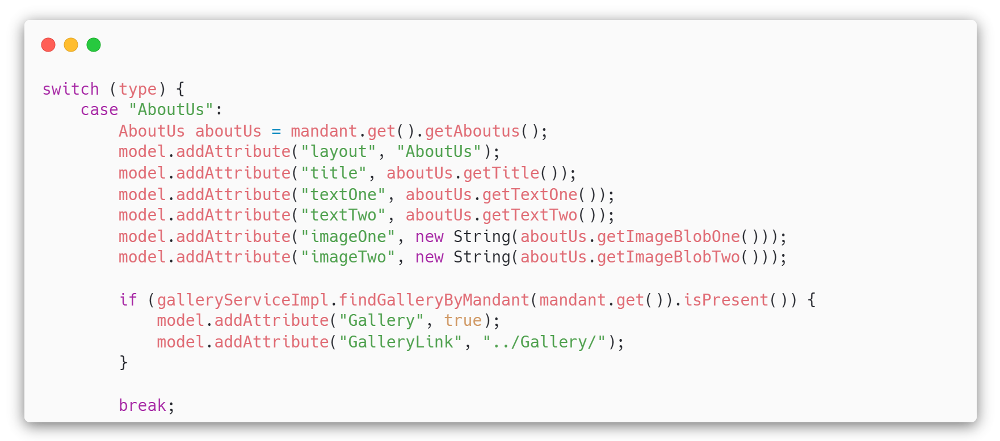 switch (type) {
    case "AboutUs":
        AboutUs aboutUs = mandant.get().getAboutus();
        model.addAttribute("layout", "AboutUs");
        model.addAttribute("title", aboutUs.getTitle());
        model.addAttribute("textOne", aboutUs.getTextOne());
        model.addAttribute("textTwo", aboutUs.getTextTwo());
        model.addAttribute("imageOne", new String(aboutUs.getImageBlobOne()));
        model.addAttribute("imageTwo", new String(aboutUs.getImageBlobTwo()));

        if (galleryServiceImpl.findGalleryByMandant(mandant.get()).isPresent()) {
            model.addAttribute("Gallery", true);
            model.addAttribute("GalleryLink", "../Gallery/");
        }

        break;